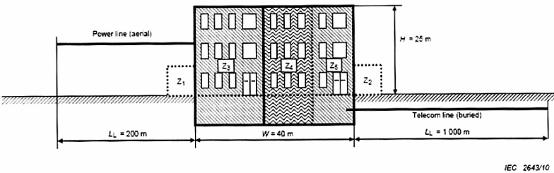 Power line (aerial)
H = 25 m
Z1
Z3
Z4
Z5
Z2
Telecom line (buried)
LL = 200 m
W = 40 m
LL = 1 000 m
IEC 2643/10